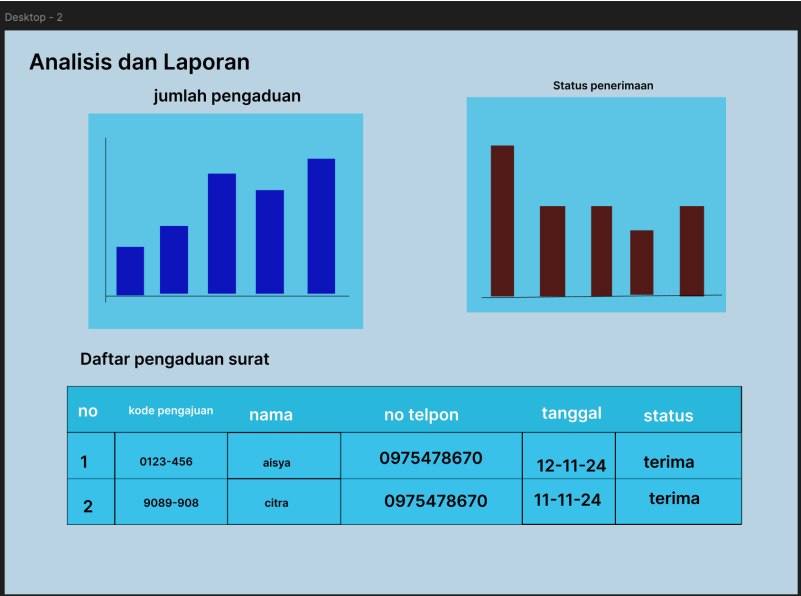 Desktop - 2
Analisis dan Laporan
jumlah pengaduan
Status penerimaan
Daftar pengaduan surat
no kode pengajuan nama no telpon tanggal status
1 0123-456 aisya 0975478670 12-11-24 terima
2 9089-908 citra 0975478670 11-11-24 terima